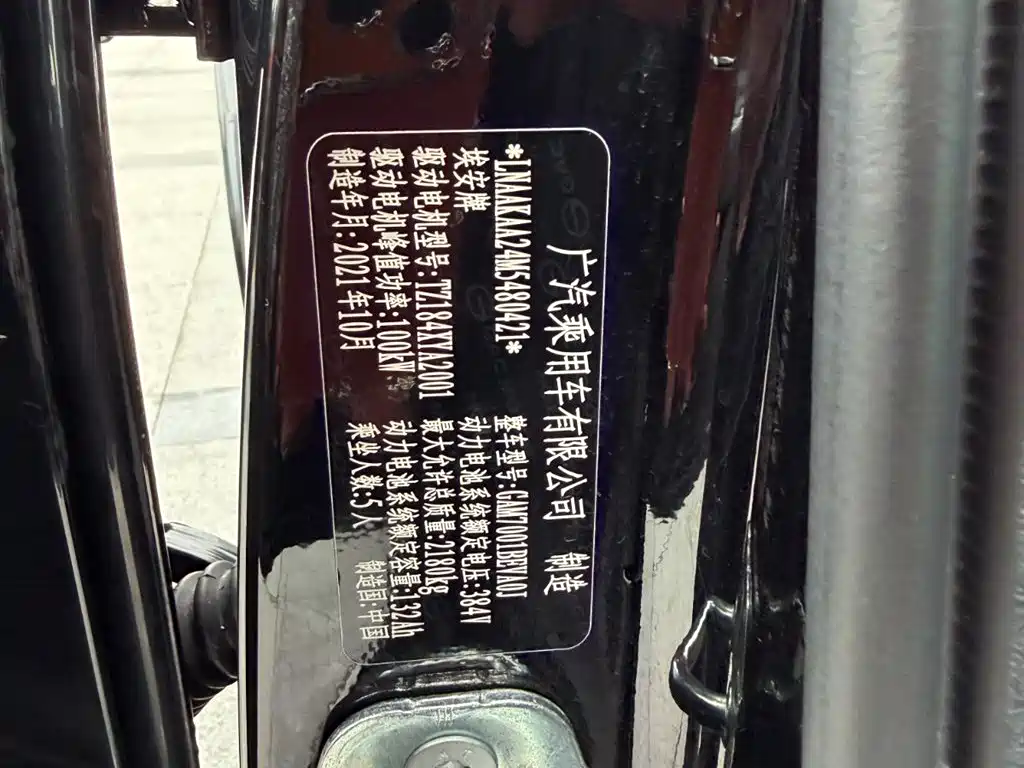 广汽乘用车有限公司 制造
*LNAAKAA24M5480421* 整车型号:GAM7001BEVA0J
埃安牌 动力电池系统额定电压:384V
驱动电机型号:TZ184XYA2001 最大允许总质量:2180kg
驱动电机峰值功率:100kW 动力电池系统额定容量:132Ah
制造年月:2021年10月 乘坐人数:5人 制造国:中国